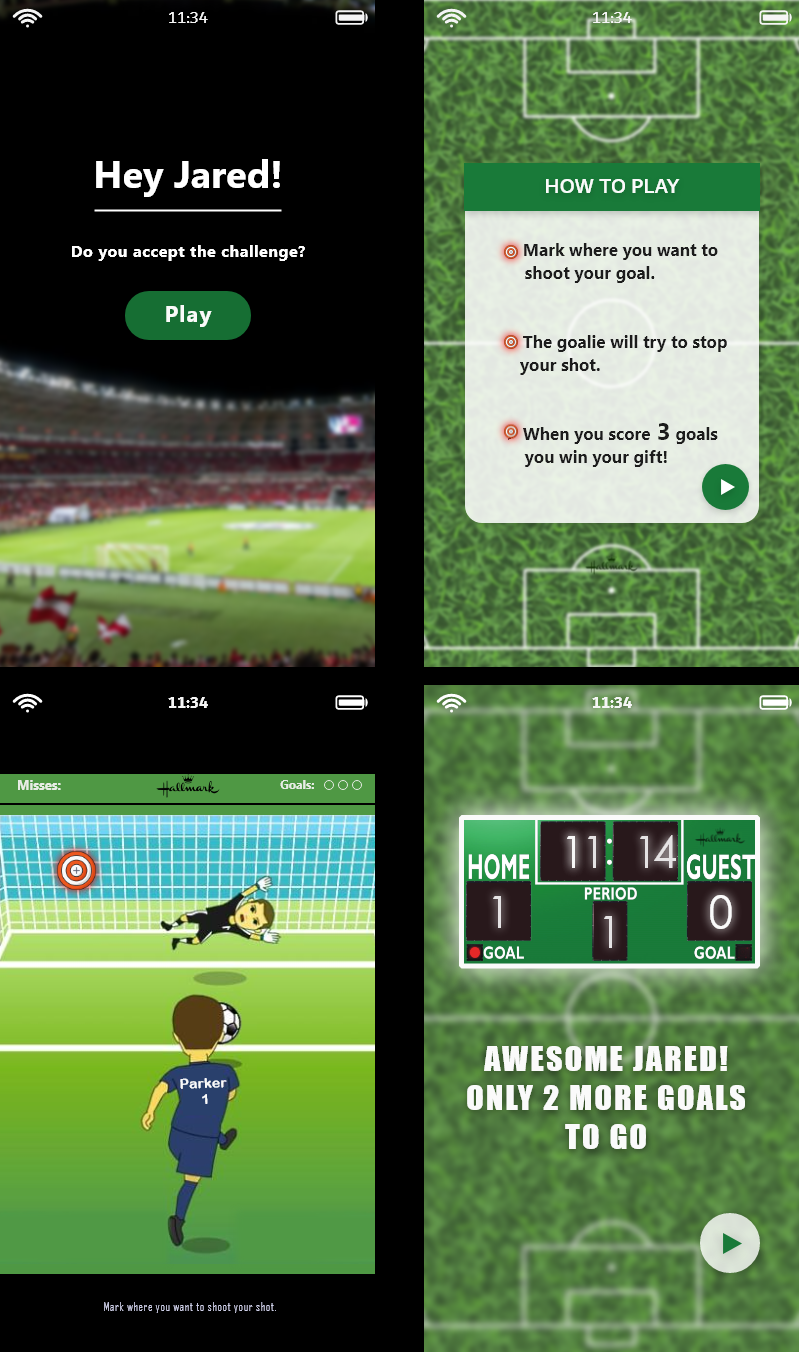 11:34
Hey Jared!
Do you accept the challenge?
Play
11:34
HOW TO PLAY
Mark where you want to
shoot your goal.
The goalie will try to stop
your shot.
When you score 3 goals
you win your gift!
Hallmark
11:34
Misses:
Hallmark
Goals:
Parker
1
Mark where you want to shoot your shot.
11:34
Hallmark
HOME
11:14
GUEST
PERIOD
1
1
0
GOAL
GOAL
AWESOME JARED!
ONLY 2 MORE GOALS
TO GO